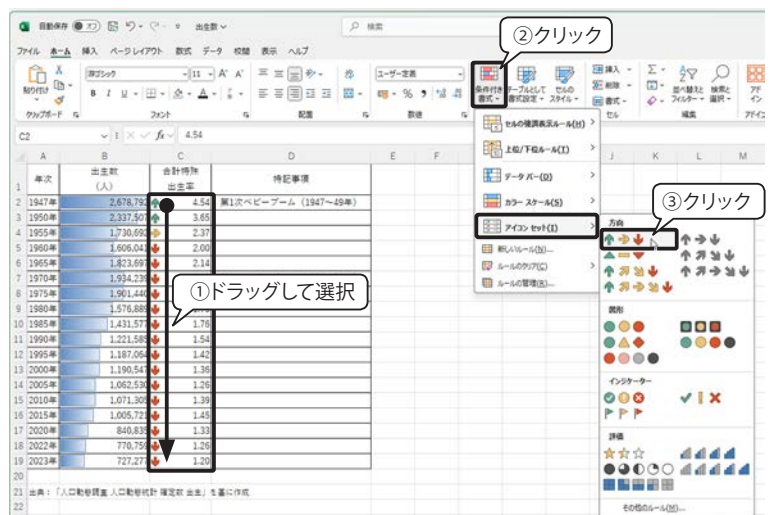 自動保存 オフ 出生数 検索
ファイル ホーム 挿入 ページレイアウト 数式 データ 校閲 表示 ヘルプ
②クリック
貼り付け 游ゴシック 11 A A ユーザー定義 条件付き書式 テーブルとして書式設定 セルのスタイル 挿入 削除 書式 並べ替えと フィルター 検索と選択
B I U A % 9
クリップボード フォント 配置 数値 セル 編集
C2 fx 4.54
A B C D E F J K L M
1 年次 出生数(人) 合計特殊出生率 特記事項
2 1947年 2,678,792 4.54 第1次ベビーブーム（1947～49年）
3 1950年 2,337,507 3.65
4 1955年 1,730,692 2.37
5 1960年 1,606,041 2.00
6 1965年 1,823,697 2.14
7 1970年 1,934,239
8 1975年 1,901,440
9 1980年 1,576,889
10 1985年 1,431,577 1.76
11 1990年 1,221,585 1.54
12 1995年 1,187,064 1.42
13 2000年 1,190,547 1.36
14 2005年 1,062,530 1.26
15 2010年 1,071,305 1.39
16 2015年 1,005,721 1.45
17 2020年 840,835 1.33
18 2022年 770,759 1.26
19 2023年 727,277 1.20
20
21 出典：「人口動態調査 人口動態統計 確定数 出生」を基に作成
22
①ドラッグして選択
セルの強調表示ルール(H)
上位/下位ルール(T)
データ バー(D)
カラー スケール(S)
アイコン セット(I)
新しいルール(N)...
ルールのクリア(C)
ルールの管理(R)...
③クリック
方向
図形
インジケーター
評価
その他のルール(M)...